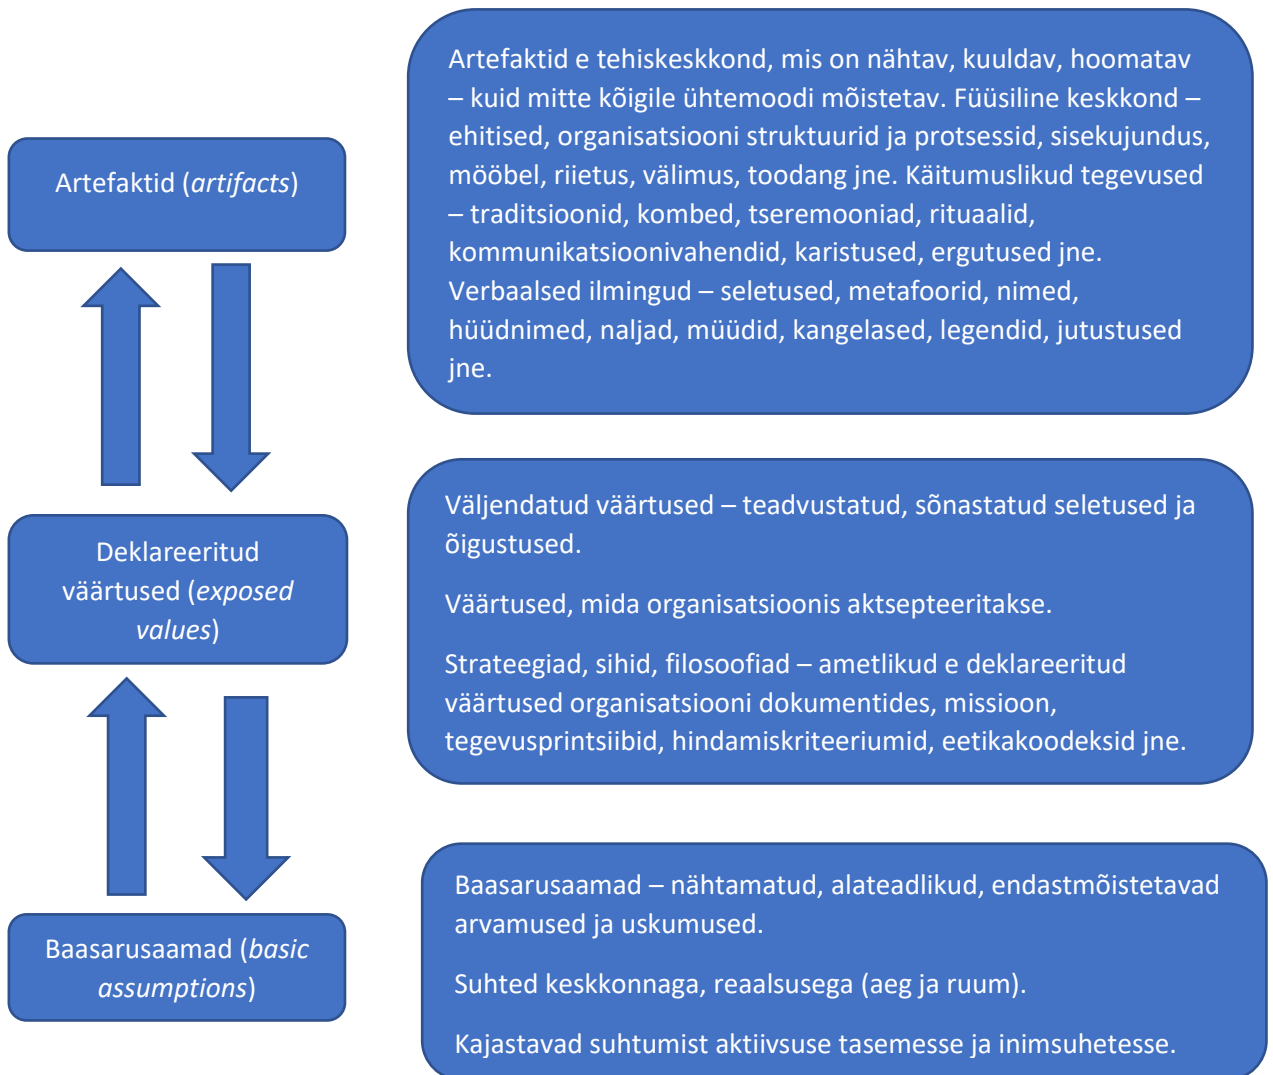 Artefaktid (artifacts)
Artefaktid e tehiskeskkond, mis on nähtav, kuuldav, hoomatav
– kuid mitte kõigile ühtemoodi mõistetav. Füüsiline keskkond –
ehitised, organisatsiooni struktuurid ja protsessid, sisekujundus,
mööbel, riietus, välimus, toodang jne. Käitumuslikud tegevused
– traditsioonid, kombed, tseremooniad, rituaalid,
kommunikatsioonivahendid, karistused, ergutused jne.
Verbaalsed ilmingud – seletused, metafoorid, nimed,
hüüdnimed, naljad, müüdid, kangelased, legendid, jutustused
jne.
Deklareeritud
väärtused (exposed
values)
Väljendatud väärtused – teadvustatud, sõnastatud seletused ja
õigustused.
Väärtused, mida organisatsioonis aktsepteeritakse.
Strateegiad, sihid, filosoofiad – ametlikud e deklareeritud
väärtused organisatsiooni dokumentides, missioon,
tegevusprintsiibid, hindamiskriteeriumid, eetikakoodeksid jne.
Baasarusaamad (basic
assumptions)
Baasarusaamad – nähtamatud, alateadlikud, endastmõistetavad
arvamused ja uskumused.
Suhted keskkonnaga, reaalsusega (aeg ja ruum).
Kajastavad suhtumist aktiivsuse tasemesse ja inimsuhetesse.